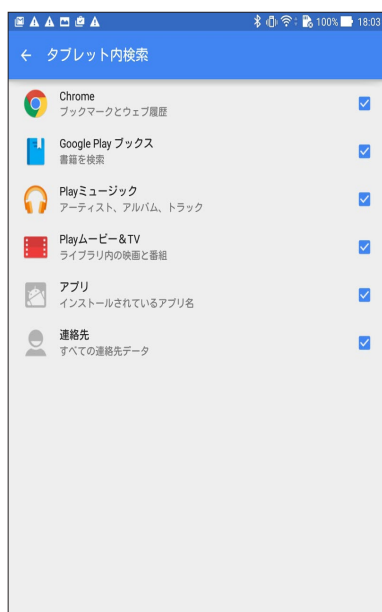 100% 18:03
タブレット内検索
Chrome
ブックマークとウェブ履歴
Google Play ブックス
書籍を検索
Playミュージック
アーティスト、アルバム、トラック
Playムービー&TV
ライブラリ内の映画と番組
アプリ
インストールされているアプリ名
連絡先
すべての連絡先データ